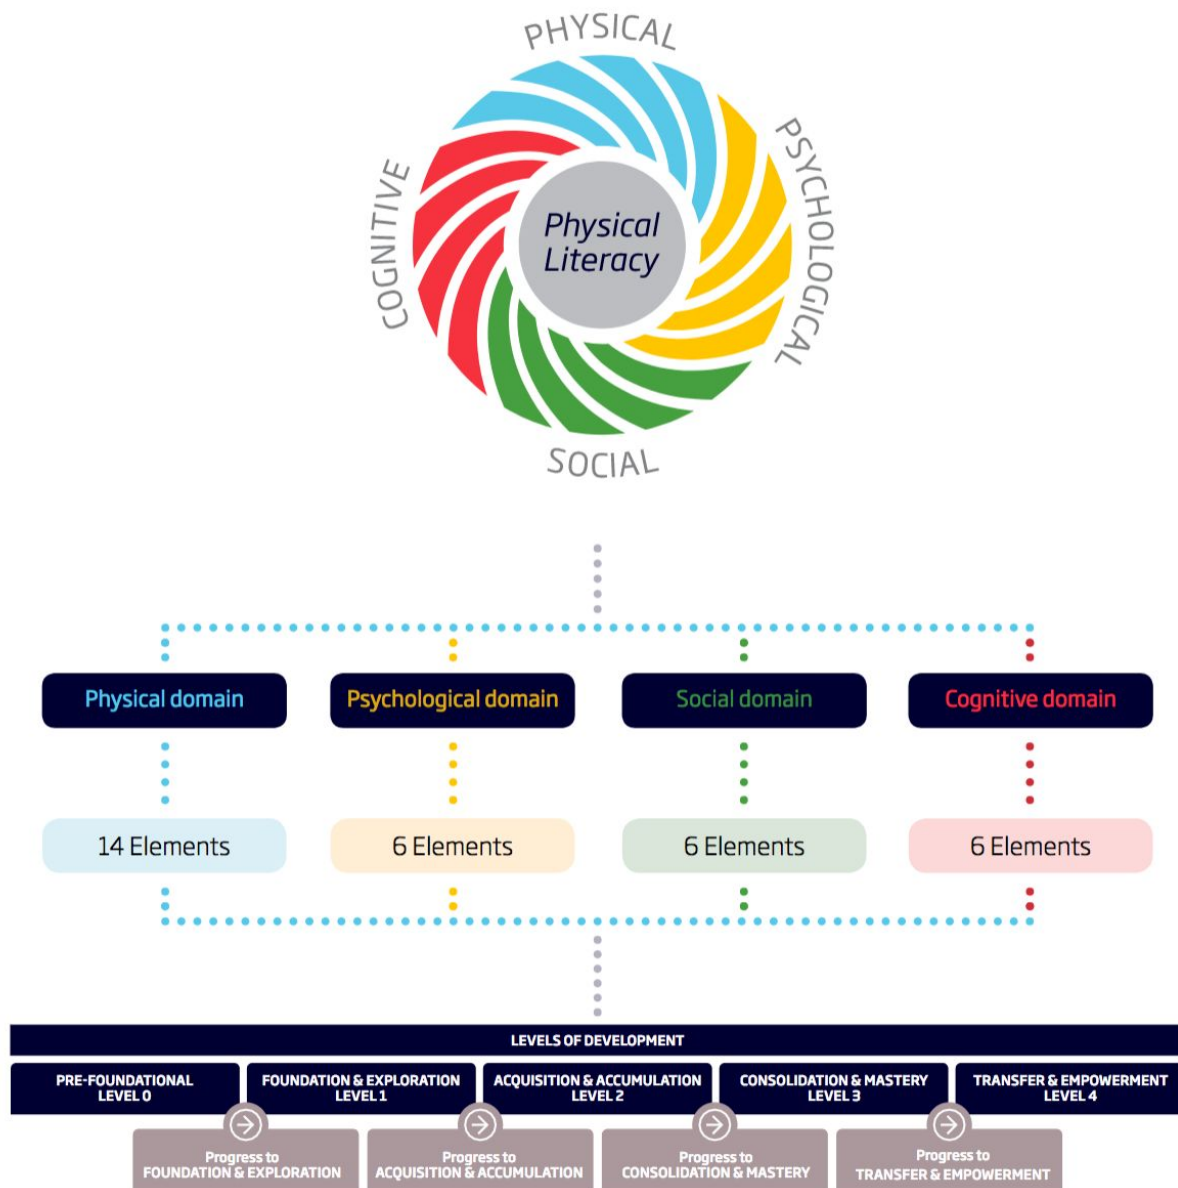 PHYSICAL
PSYCHOLOGICAL
COGNITIVE
Physical
Literacy
SOCIAL
Physical domain
Psychological domain
Social domain
Cognitive domain
14 Elements
6 Elements
6 Elements
6 Elements
LEVELS OF DEVELOPMENT
PRE-FOUNDATIONAL
LEVEL 0
FOUNDATION & EXPLORATION
LEVEL 1
ACQUISITION & ACCUMULATION
LEVEL 2
CONSOLIDATION & MASTERY
LEVEL 3
TRANSFER & EMPOWERMENT
LEVEL 4
Progress to
FOUNDATION & EXPLORATION
Progress to
ACQUISITION & ACCUMULATION
Progress to
CONSOLIDATION & MASTERY
Progress to
TRANSFER & EMPOWERMENT